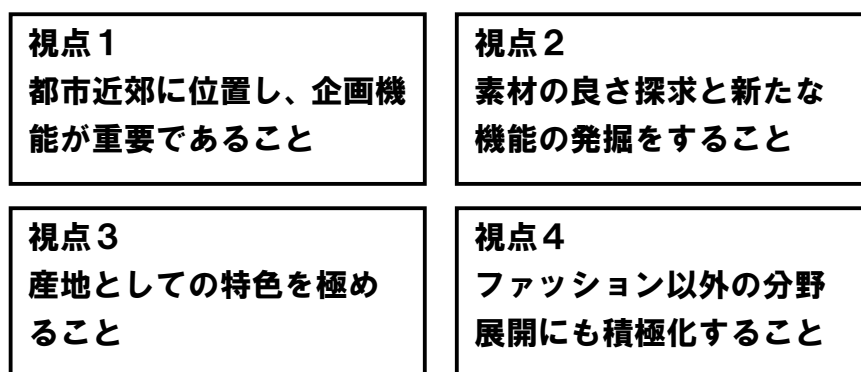 視点１
都市近郊に位置し、企画機
能が重要であること
視点２
素材の良さ探求と新たな
機能の発掘をすること
視点３
産地としての特色を極め
ること
視点４
ファッション以外の分野
展開にも積極化すること